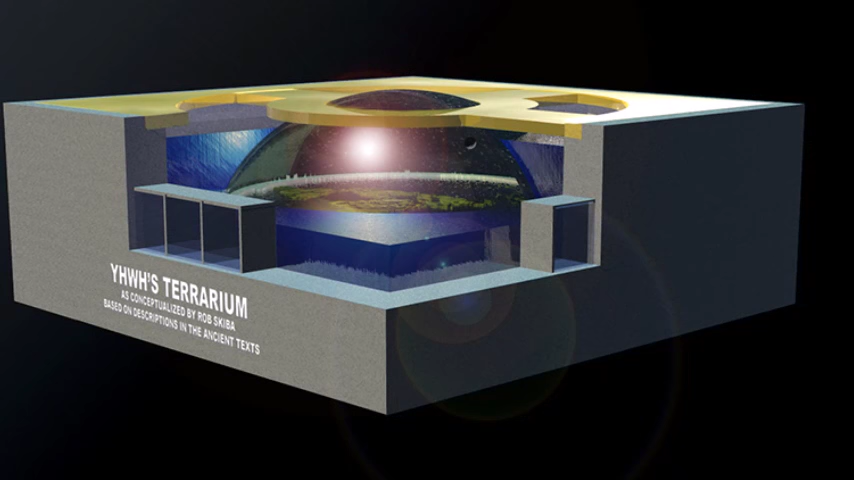 YHWH'S TERRARIUM
AS CONCEPTUALIZED BY ROB SKIBA
BASED ON DESCRIPTIONS IN THE ANCIENT TEXTS